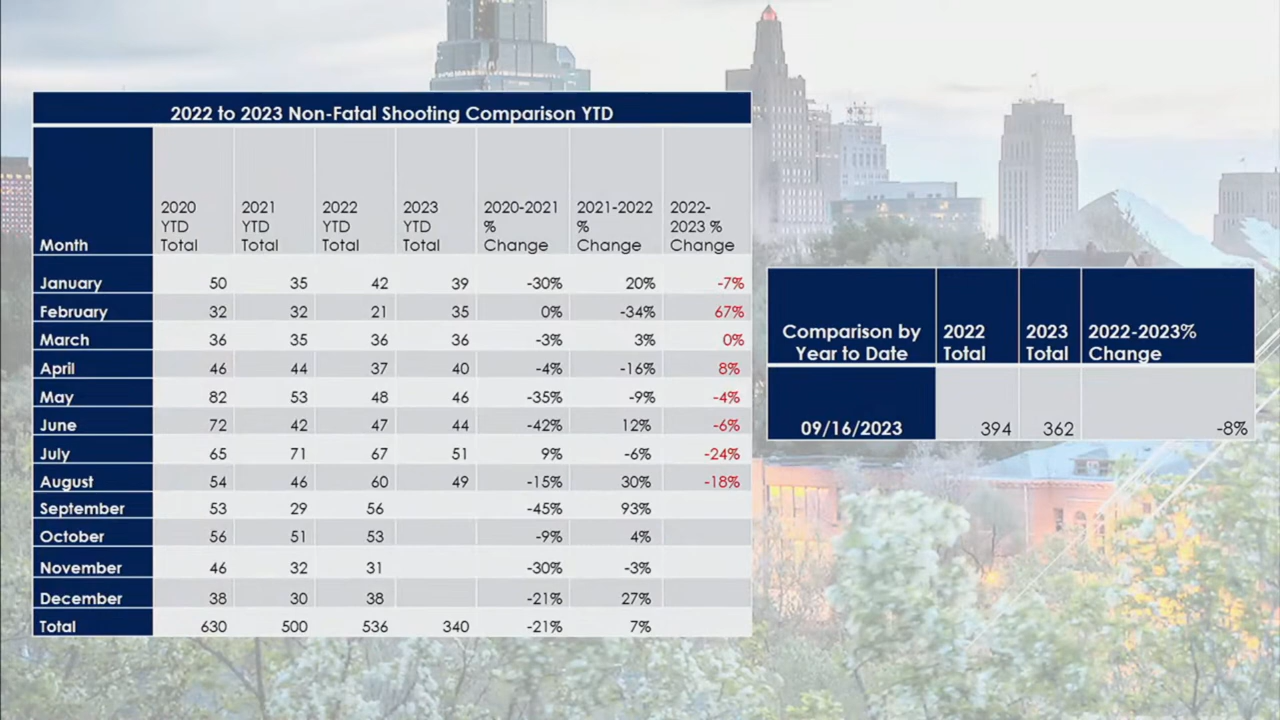 2022 to 2023 Non-Fatal Shooting Comparison YTD
Month 2020 YTD Total 2021 YTD Total 2022 YTD Total 2023 YTD Total 2020-2021 % Change 2021-2022 % Change 2022-2023 % Change
January 50 35 42 39 -30% 20% -7%
February 32 32 21 35 0% -34% 67%
March 36 35 36 36 -3% 3% 0%
April 46 44 37 40 -4% -16% 8%
May 82 53 48 46 -35% -9% -4%
June 72 42 47 44 -42% 12% -6%
July 65 71 67 51 9% -6% -24%
August 54 46 60 49 -15% 30% -18%
September 53 29 56 -45% 93%
October 56 51 53 -9% 4%
November 46 32 31 -30% -3%
December 38 30 38 -21% 27%
Total 630 500 536 340 -21% 7%
Comparison by Year to Date 2022 Total 2023 Total 2022-2023% Change
09/16/2023 394 362 -8%